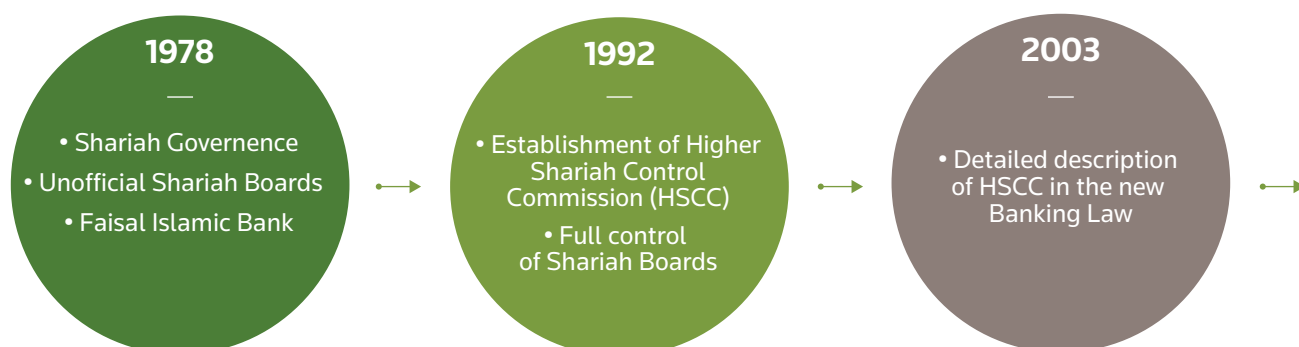 1978
• Shariah Governence
• Unofficial Shariah Boards
• Faisal Islamic Bank
1992
• Establishment of Higher
Shariah Control
Commission (HSCC)
• Full control
of Shariah Boards
2003
• Detailed description
of HSCC in the new
Banking Law